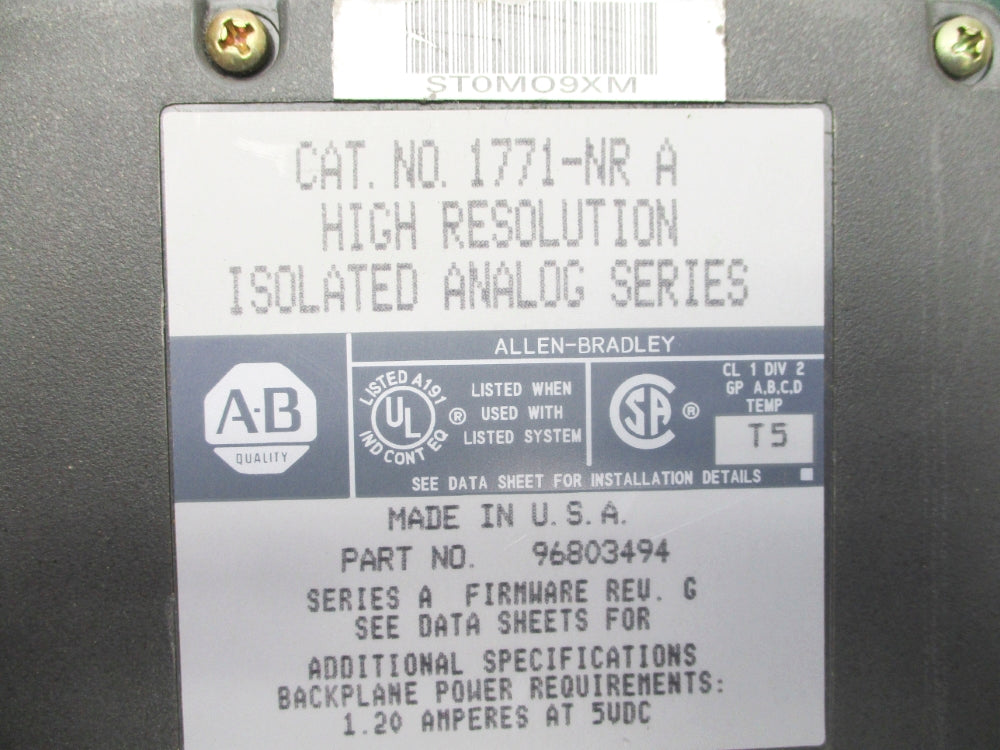 ST0M09XM
CAT. NO. 1771-NR A
HIGH RESOLUTION
ISOLATED ANALOG SERIES
ALLEN-BRADLEY
A-B
QUALITY
LISTED A191
UL
IND CONT EQ
®
LISTED WHEN
USED WITH
LISTED SYSTEM
SA ®
CL 1 DIV 2
GP A,B,C,D
TEMP
T5
SEE DATA SHEET FOR INSTALLATION DETAILS
MADE IN U.S.A.
PART NO. 96803494
SERIES A FIRMWARE REV. G
SEE DATA SHEETS FOR
ADDITIONAL SPECIFICATIONS
BACKPLANE POWER REQUIREMENTS:
1.20 AMPERES AT 5VDC